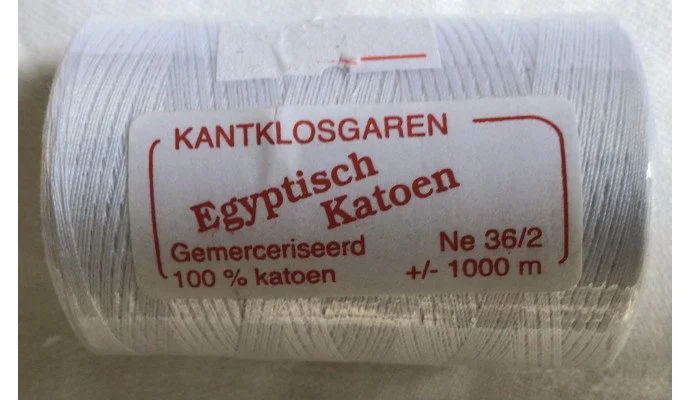 KANTKLOSGAREN
Egyptisch
Katoen
Gemerceriseerd Ne 36/2
100 % katoen +/- 1000 m